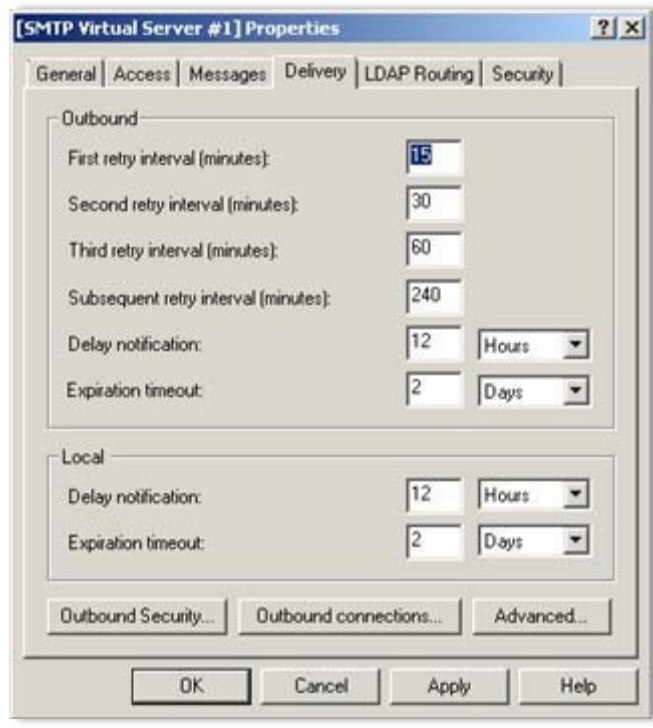 [SMTP Virtual Server #1] Properties
General Access Messages Delivery LDAP Routing Security
Outbound
First retry interval (minutes): 15
Second retry interval (minutes): 30
Third retry interval (minutes): 60
Subsequent retry interval (minutes): 240
Delay notification: 12 Hours
Expiration timeout: 2 Days
Local
Delay notification: 12 Hours
Expiration timeout: 2 Days
Outbound Security... Outbound connections... Advanced...
OK Cancel Apply Help